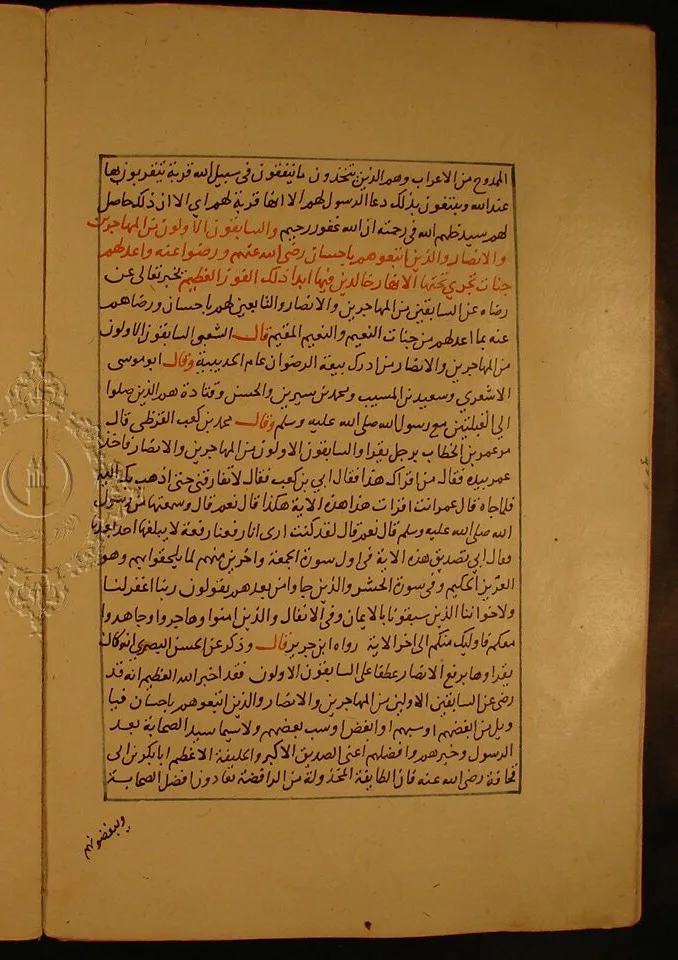 الممدوح من الاعراب وهم الذين يتخذون ما ينفقون في سبيل الله قربة يتقربون بها
عند الله ويبتغون بذلك دعا الرسول لهم الا انها قربة لهم اي الا ان ذلك حاصل
لهم سيدخلهم الله في رحمته ان الله غفور رحيم والسابقون الاولون من المهاجرين
والانصار والذين اتبعوهم باحسان رضي الله عنهم ورضوا عنه واعد لهم
جنات تجري تحتها الانهار خالدين فيها ابدا ذلك الفوز العظيم يخبر تعالى عن
رضاه عن السابقين من المهاجرين والانصار والتابعين لهم باحسان ورضاهم
عنه بما اعد لهم من جنات النعيم والنعيم المقيم قال الشعبي السابقون الاولون
من المهاجرين والانصار من ادرك بيعة الرضوان عام الحديبية وقال ابو موسى
الاشعري وسعيد بن المسيب ومحمد بن سيرين والحسن وقتادة هم الذين صلوا
الى القبلتين مع رسول الله صلى الله عليه وسلم وقال محمد بن كعب القرظي قال
مر عمر بن الخطاب برجل يقرا والسابقون الاولون من المهاجرين والانصار فاخذ
عمر بيده فقال من اقراك هذا فقال ابي بن كعب فقال لا تفارقني حتى اذهب بك اليه
فلما جاه قال عمر انت اقرات هذا هذه الاية هكذا قال نعم قال وسمعتها من رسول
الله صلى الله عليه وسلم قال نعم قال لقد كنت ارى انا رفعنا رفعة لا يبلغها احد بعدنا
وقال ابي تصديق هذه الاية في اول سورة الجمعة واخرين منهم لما يلحقوا بهم وهو
العزيز الحكيم وفي سورة الحشر والذين جاوا من بعدهم يقولون ربنا اغفر لنا
ولاخواننا الذين سبقونا بالايمان وفي الانفال والذين امنوا وهاجروا وجاهدوا
معكم فاوليك منكم الى اخر الاية رواه ابن جرير قال وذكر عن الحسن البصري انه كان
يقراوها برفع الانصار عطفا على السابقون الاولون فقد اخبر الله العظيم انه قد
رضي عن السابقين الاولين من المهاجرين والانصار والذين اتبعوهم باحسان فيا
ويل من ابغضهم او سبهم او ابغض او سب بعضهم ولا سيما سيد الصحابة بعد
الرسول وخيرهم وافضلهم اعني الصديق الاكبر والخليفة الاعظم ابا بكر بن ابي
قحافة رضي الله عنه فان الطايفة المخذولة من الرافضة يعادون افضل الصحابة
ويبغضونهم